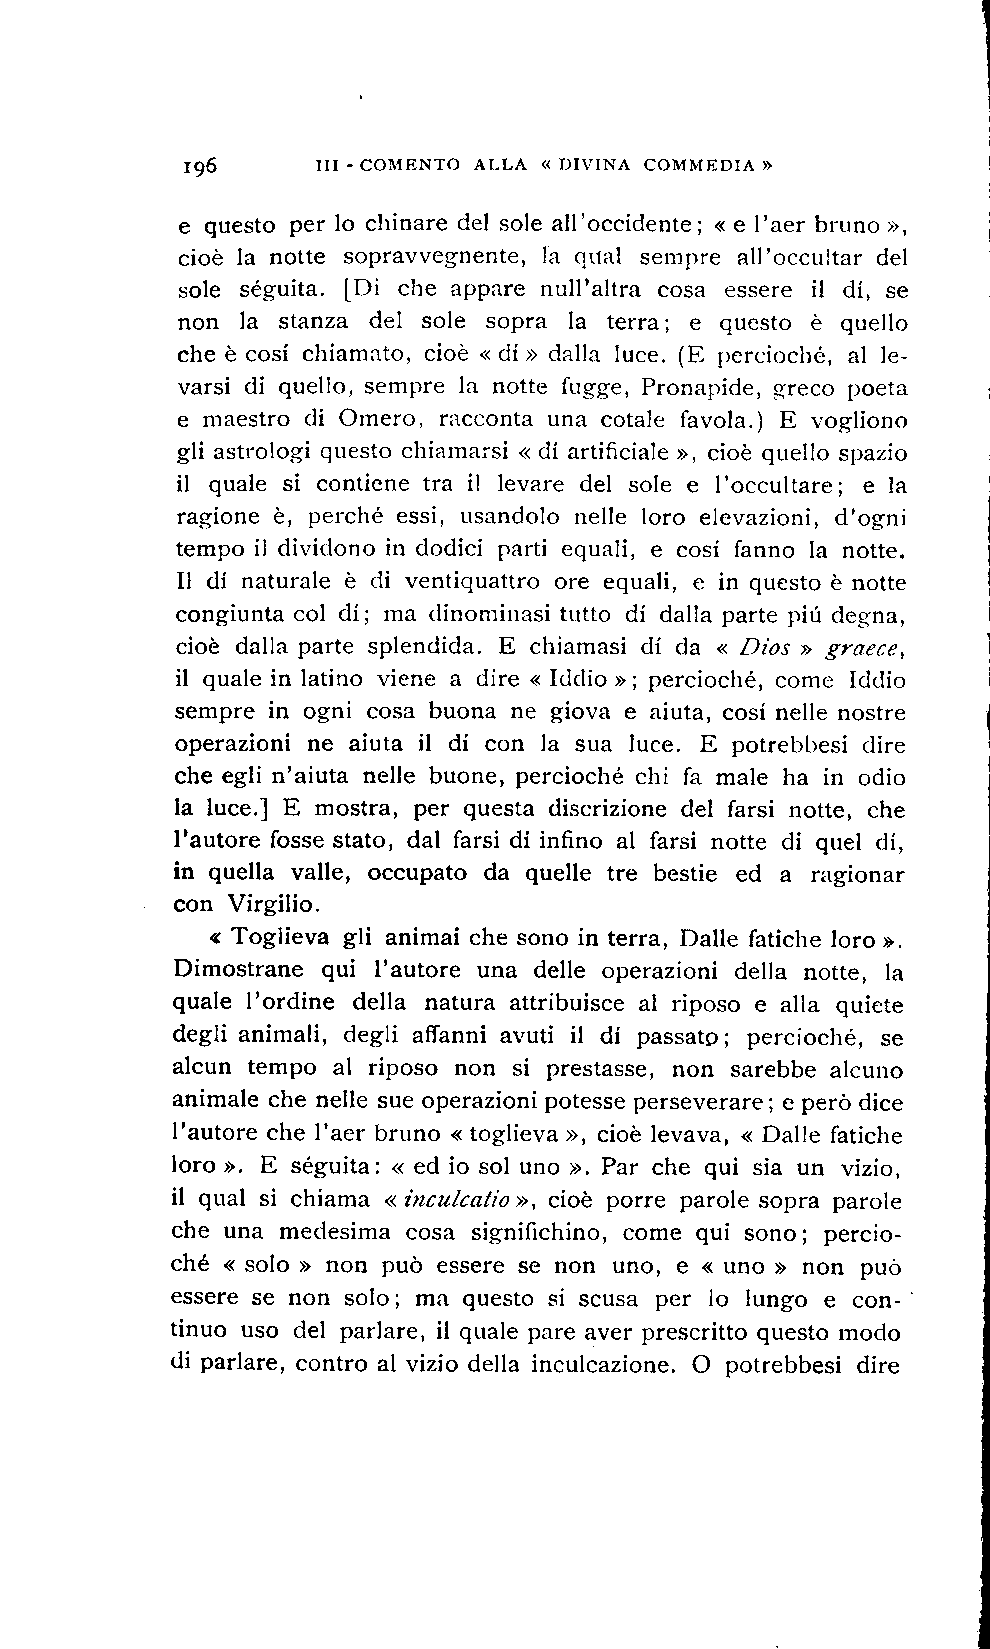 196 III - COMENTO ALLA « DIVINA COMMEDIA »
e questo per lo chinare del sole all'occidente; « e l'aer bruno »,
cioè la notte sopravvegnente, la qual sempre all'occultar del
sole séguita. [Di che appare null'altra cosa essere il dí, se
non la stanza del sole sopra la terra; e questo è quello
che è cosí chiamato, cioè « dí » dalla luce. (E percioché, al le-
varsi di quello, sempre la notte fugge, Pronapide, greco poeta
e maestro di Omero, racconta una cotale favola.) E vogliono
gli astrologi questo chiamarsi « dí artificiale », cioè quello spazio
il quale si contiene tra il levare del sole e l'occultare; e la
ragione è, perché essi, usandolo nelle loro elevazioni, d'ogni
tempo il dividono in dodici parti equali, e cosí fanno la notte.
Il dí naturale è di ventiquattro ore equali, e in questo è notte
congiunta col dí; ma dinominasi tutto dí dalla parte piú degna,
cioè dalla parte splendida. E chiamasi dí da « Dios » graece,
il quale in latino viene a dire « Iddio »; percioché, come Iddio
sempre in ogni cosa buona ne giova e aiuta, cosí nelle nostre
operazioni ne aiuta il dí con la sua luce. E potrebbesi dire
che egli n'aiuta nelle buone, percioché chi fa male ha in odio
la luce.] E mostra, per questa discrizione del farsi notte, che
l'autore fosse stato, dal farsi dí infino al farsi notte di quel dí,
in quella valle, occupato da quelle tre bestie ed a ragionar
con Virgilio.
« Toglieva gli animai che sono in terra, Dalle fatiche loro ».
Dimostrane qui l'autore una delle operazioni della notte, la
quale l'ordine della natura attribuisce al riposo e alla quiete
degli animali, degli affanni avuti il dí passato; percioché, se
alcun tempo al riposo non si prestasse, non sarebbe alcuno
animale che nelle sue operazioni potesse perseverare; e però dice
l'autore che l'aer bruno « toglieva », cioè levava, « Dalle fatiche
loro ». E séguita: « ed io sol uno ». Par che qui sia un vizio,
il qual si chiama « inculcatio », cioè porre parole sopra parole
che una medesima cosa significhino, come qui sono; percio-
ché « solo » non può essere se non uno, e « uno » non può
essere se non solo; ma questo si scusa per lo lungo e con-
tinuo uso del parlare, il quale pare aver prescritto questo modo
di parlare, contro al vizio della inculcazione. O potrebbesi dire